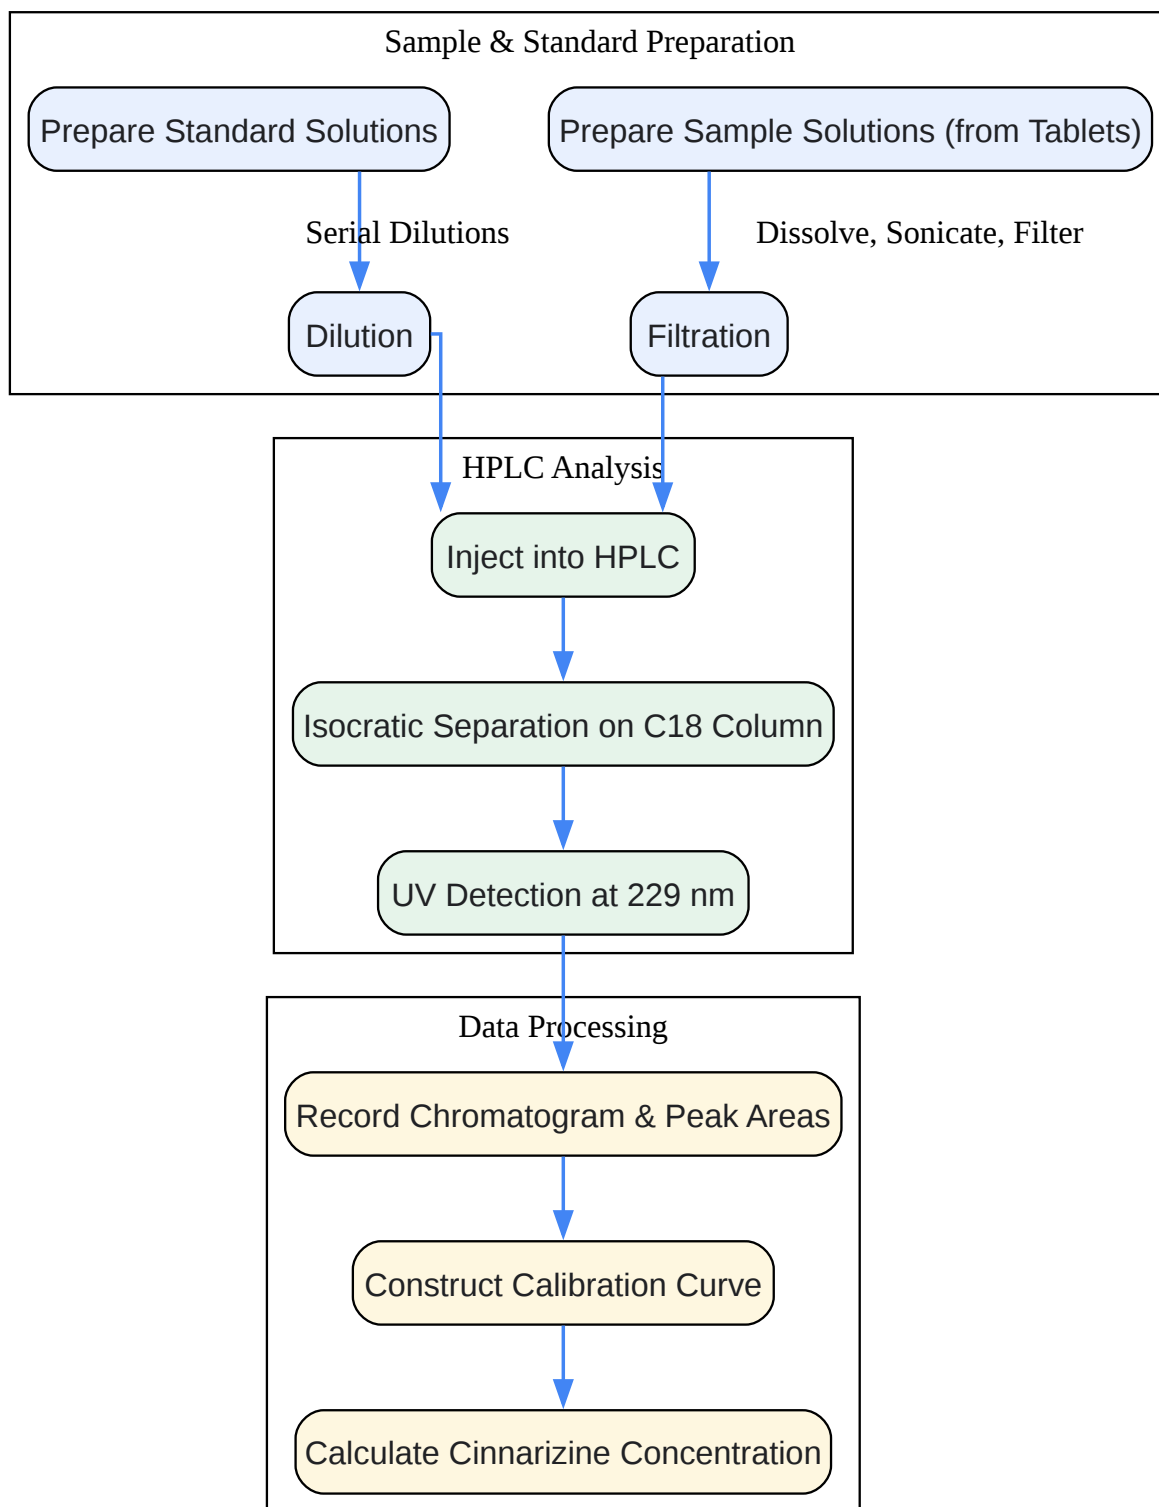 Sample & Standard Preparation
Prepare Standard Solutions
Prepare Sample Solutions (from Tablets)
Serial Dilutions
Dissolve, Sonicate, Filter
Dilution
Filtration
HPLC Analysis
Inject into HPLC
Isocratic Separation on C18 Column
UV Detection at 229 nm
Data Processing
Record Chromatogram & Peak Areas
Construct Calibration Curve
Calculate Cinnarizine Concentration